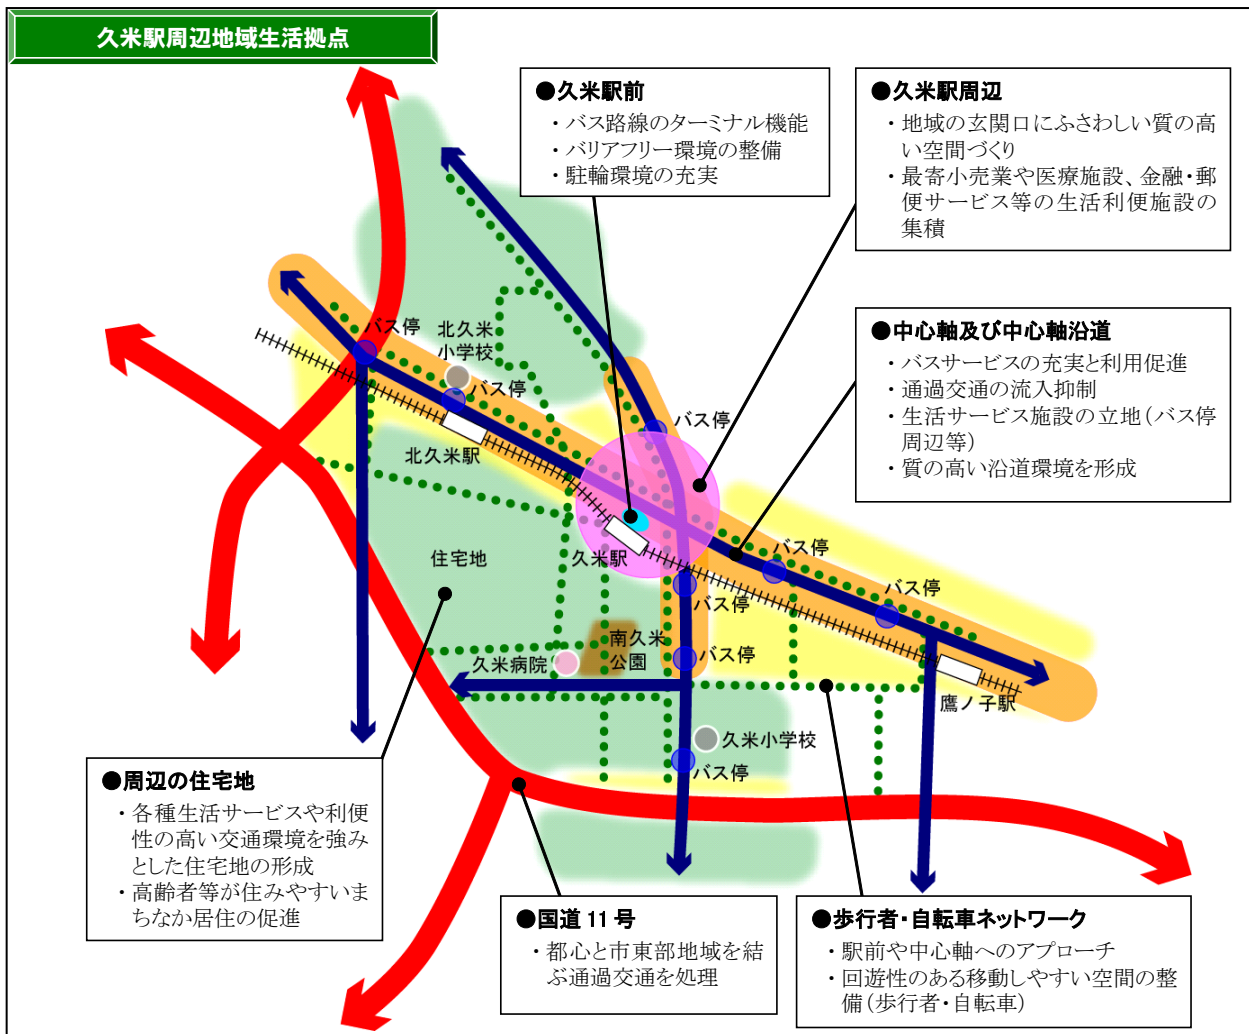 久米駅周辺地域生活拠点
●久米駅前
・バス路線のターミナル機能
・バリアフリー環境の整備
・駐輪環境の充実
●久米駅周辺
・地域の玄関口にふさわしい質の高
い空間づくり
・最寄小売業や医療施設、金融・郵
便サービス等の生活利便施設の
集積
●中心軸及び中心軸沿道
・バスサービスの充実と利用促進
・通過交通の流入抑制
・生活サービス施設の立地(バス停
周辺等)
・質の高い沿道環境を形成
バス停
北久米
小学校
バス停
北久米駅
バス停
住宅地
久米駅
バス停
バス停
バス停
南久米
公園
バス停
久米病院
鷹ノ子駅
久米小学校
バス停
●周辺の住宅地
・各種生活サービスや利便
性の高い交通環境を強み
とした住宅地の形成
・高齢者等が住みやすいま
ちなか居住の促進
●国道11号
・都心と市東部地域を結
ぶ通過交通を処理
●歩行者・自転車ネットワーク
・駅前や中心軸へのアプローチ
・回遊性のある移動しやすい空間の整
備(歩行者・自転車)